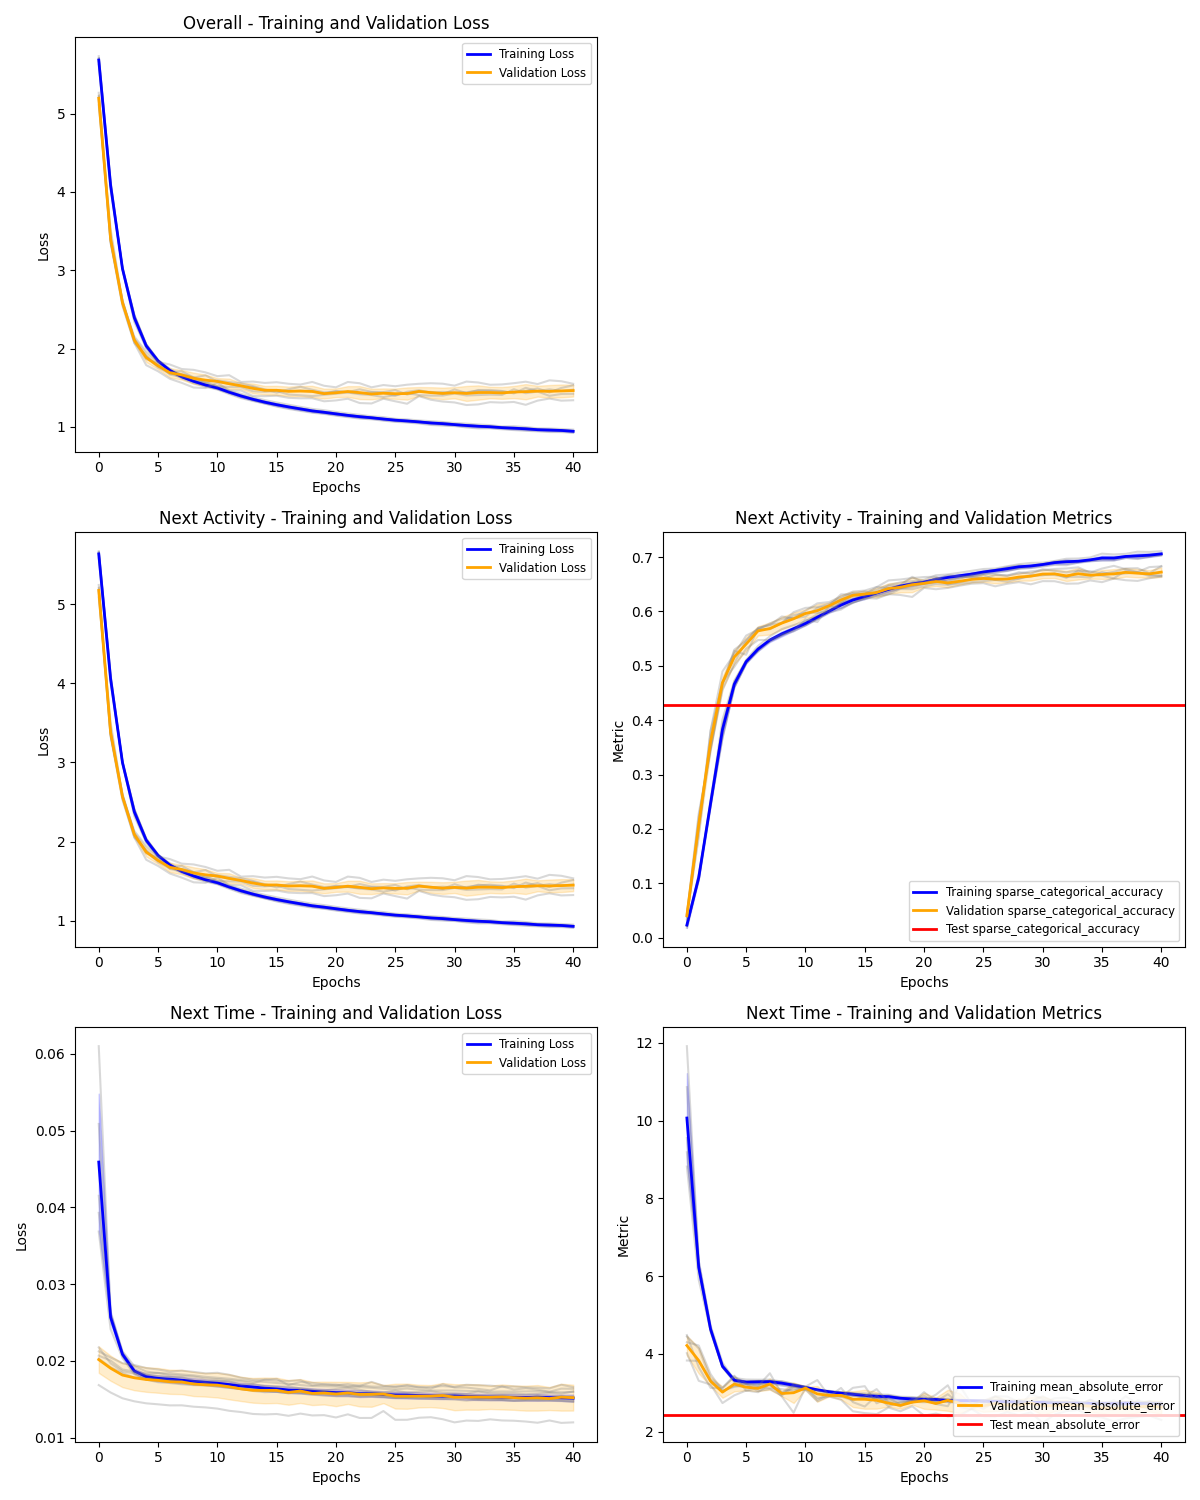 Overall - Training and Validation Loss
Training Loss
Validation Loss
Loss
5
4
3
2
1
0 5 10 15 20 25 30 35 40
Epochs
Next Activity - Training and Validation Loss
Training Loss
Validation Loss
Loss
5
4
3
2
1
0 5 10 15 20 25 30 35 40
Epochs
Next Activity - Training and Validation Metrics
Metric
0.7
0.6
0.5
0.4
0.3
0.2
0.1
0.0
Training sparse_categorical_accuracy
Validation sparse_categorical_accuracy
Test sparse_categorical_accuracy
0 5 10 15 20 25 30 35 40
Epochs
Next Time - Training and Validation Loss
Training Loss
Validation Loss
Loss
0.06
0.05
0.04
0.03
0.02
0.01
0 5 10 15 20 25 30 35 40
Epochs
Next Time - Training and Validation Metrics
Metric
12
10
8
6
4
2
Training mean_absolute_error
Validation mean_absolute_error
Test mean_absolute_error
0 5 10 15 20 25 30 35 40
Epochs